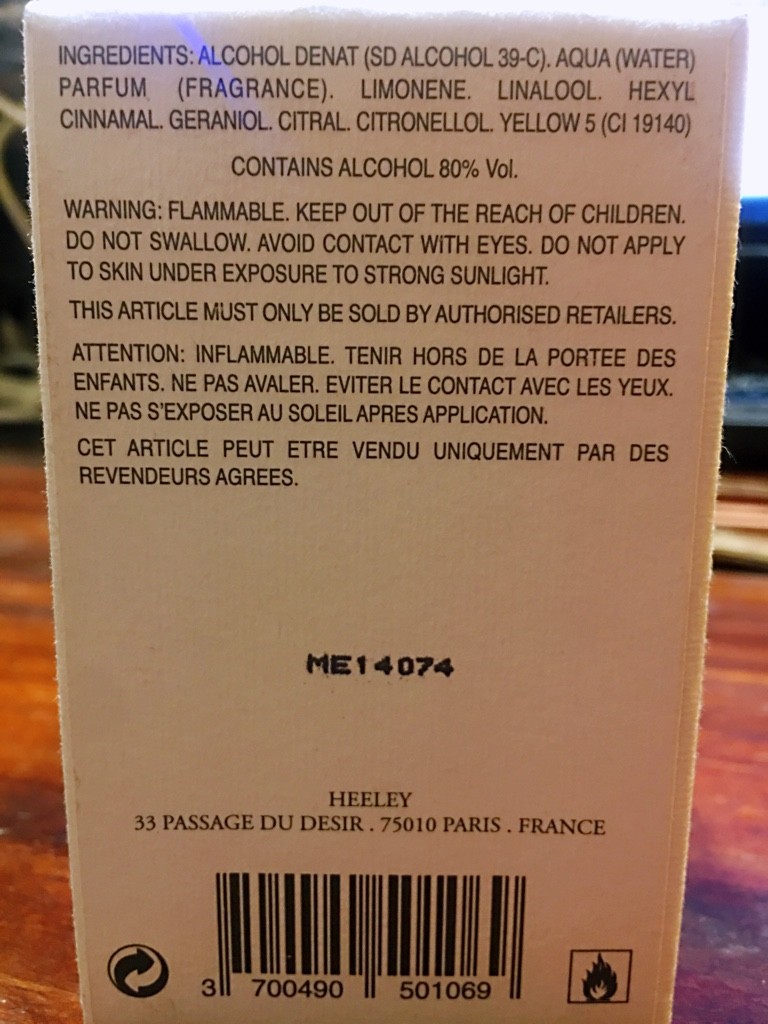 INGREDIENTS: ALCOHOL DENAT (SD ALCOHOL 39-C). AQUA (WATER)
PARFUM (FRAGRANCE). LIMONENE. LINALOOL. HEXYL
CINNAMAL. GERANIOL. CITRAL. CITRONELLOL. YELLOW 5 (CI 19140)
CONTAINS ALCOHOL 80% Vol.
WARNING: FLAMMABLE. KEEP OUT OF THE REACH OF CHILDREN.
DO NOT SWALLOW. AVOID CONTACT WiTH EYES. DO NOT APPLY
TO SKIN UNDER EXPOSURE TO STRONG SUNLIGHT.
THIS ARTICLE MUST ONLY BE SOLD BY AUTHORISED RETAILERS.
ATTENTION: INFLAMMABLE. TENIR HORS DE LA PORTEE DES
ENFANTS. NE PAS AVALER. EVITER LE CONTACT AVEC LES YEUX.
NE PAS S'EXPOSER AU SOLEIL APRES APPLICATION.
CET ARTICLE PEUT ETRE VENDU UNIQUEMENT PAR DES
REVENDEURS AGREES.
ME14074
HEELEY
33 PASSAGE DU DESIR . 75010 PARIS . FRANCE
3 700490 501069